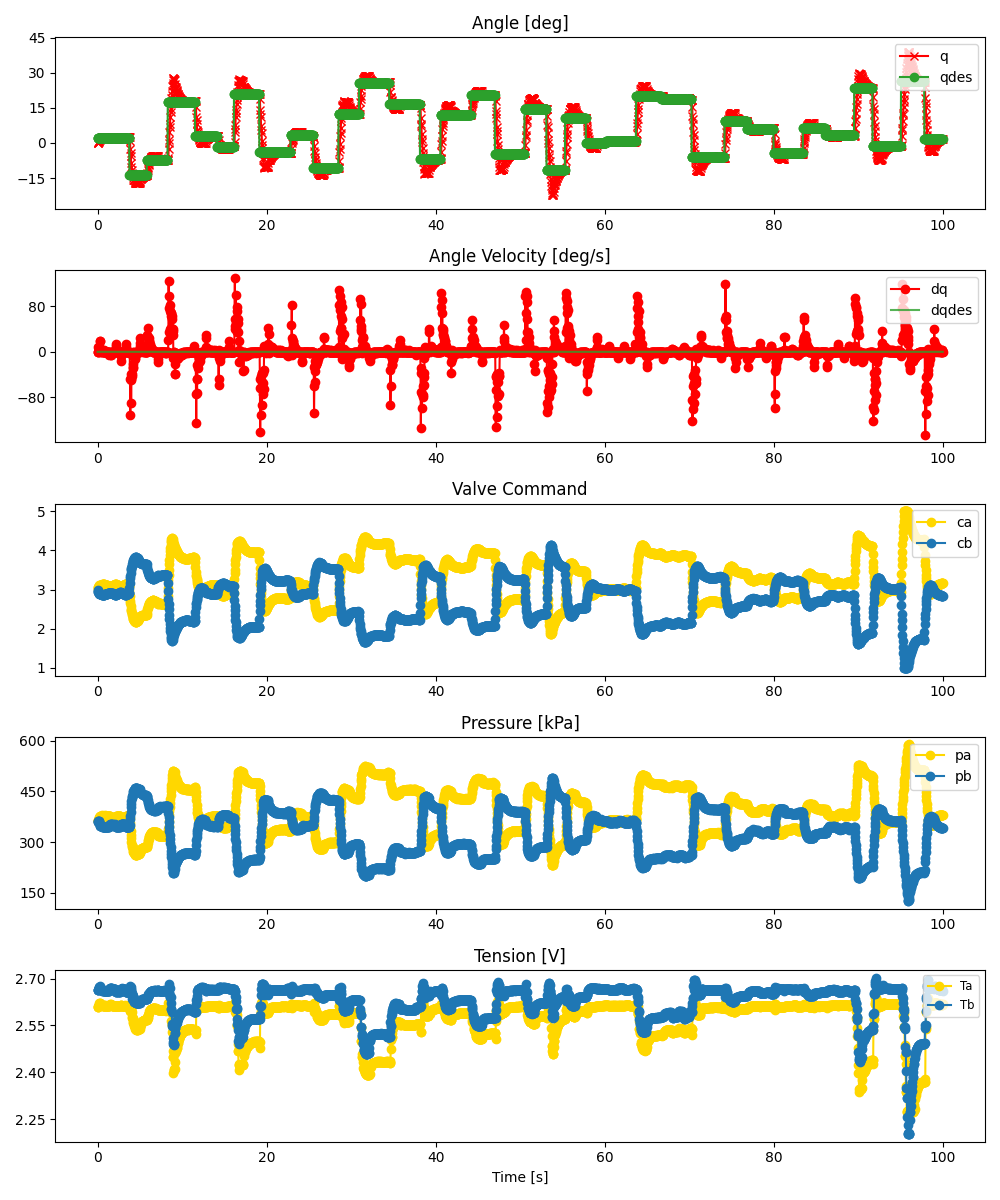 Angle [deg]
45
30
15
0
−15
q
qdes
0 20 40 60 80 100
Angle Velocity [deg/s]
80
0
−80
dq
dqdes
0 20 40 60 80 100
Valve Command
5
4
3
2
1
ca
cb
0 20 40 60 80 100
Pressure [kPa]
600
450
300
150
pa
pb
0 20 40 60 80 100
Tension [V]
2.70
2.55
2.40
2.25
Ta
Tb
0 20 40 60 80 100
Time [s]